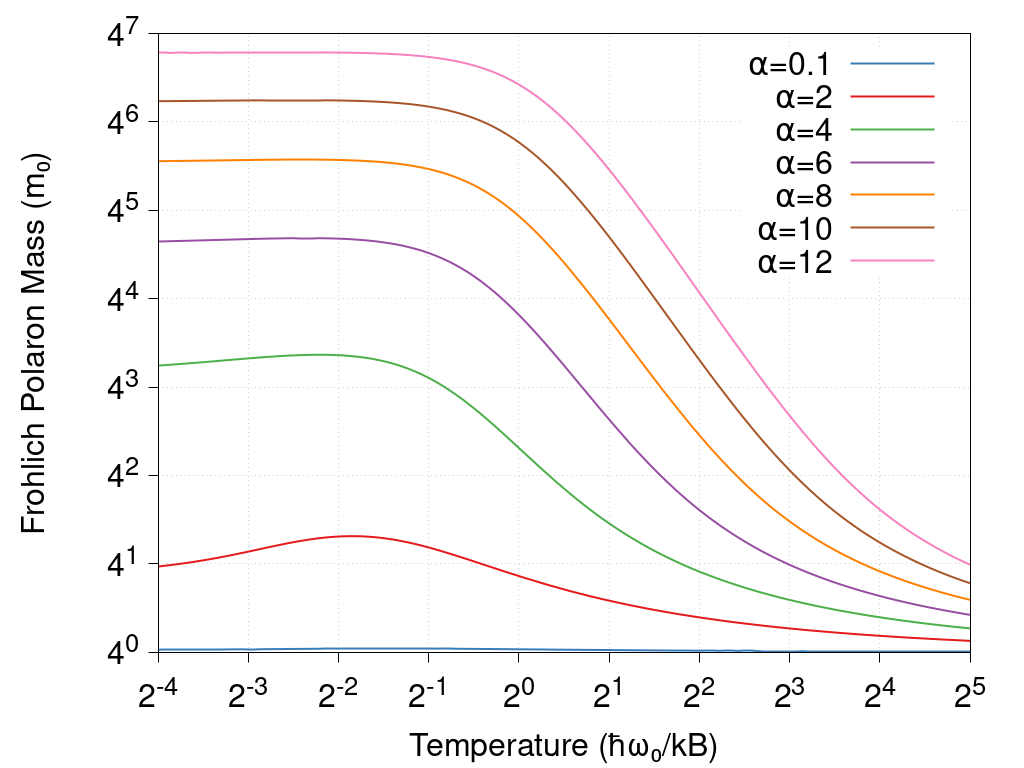 4⁷
4⁶
4⁵
4⁴
4³
4²
4¹
4⁰
Frohlich Polaron Mass (m₀)
α=0.1
α=2
α=4
α=6
α=8
α=10
α=12
2⁻⁴ 2⁻³ 2⁻² 2⁻¹ 2⁰ 2¹ 2² 2³ 2⁴ 2⁵
Temperature (ħω₀/kB)